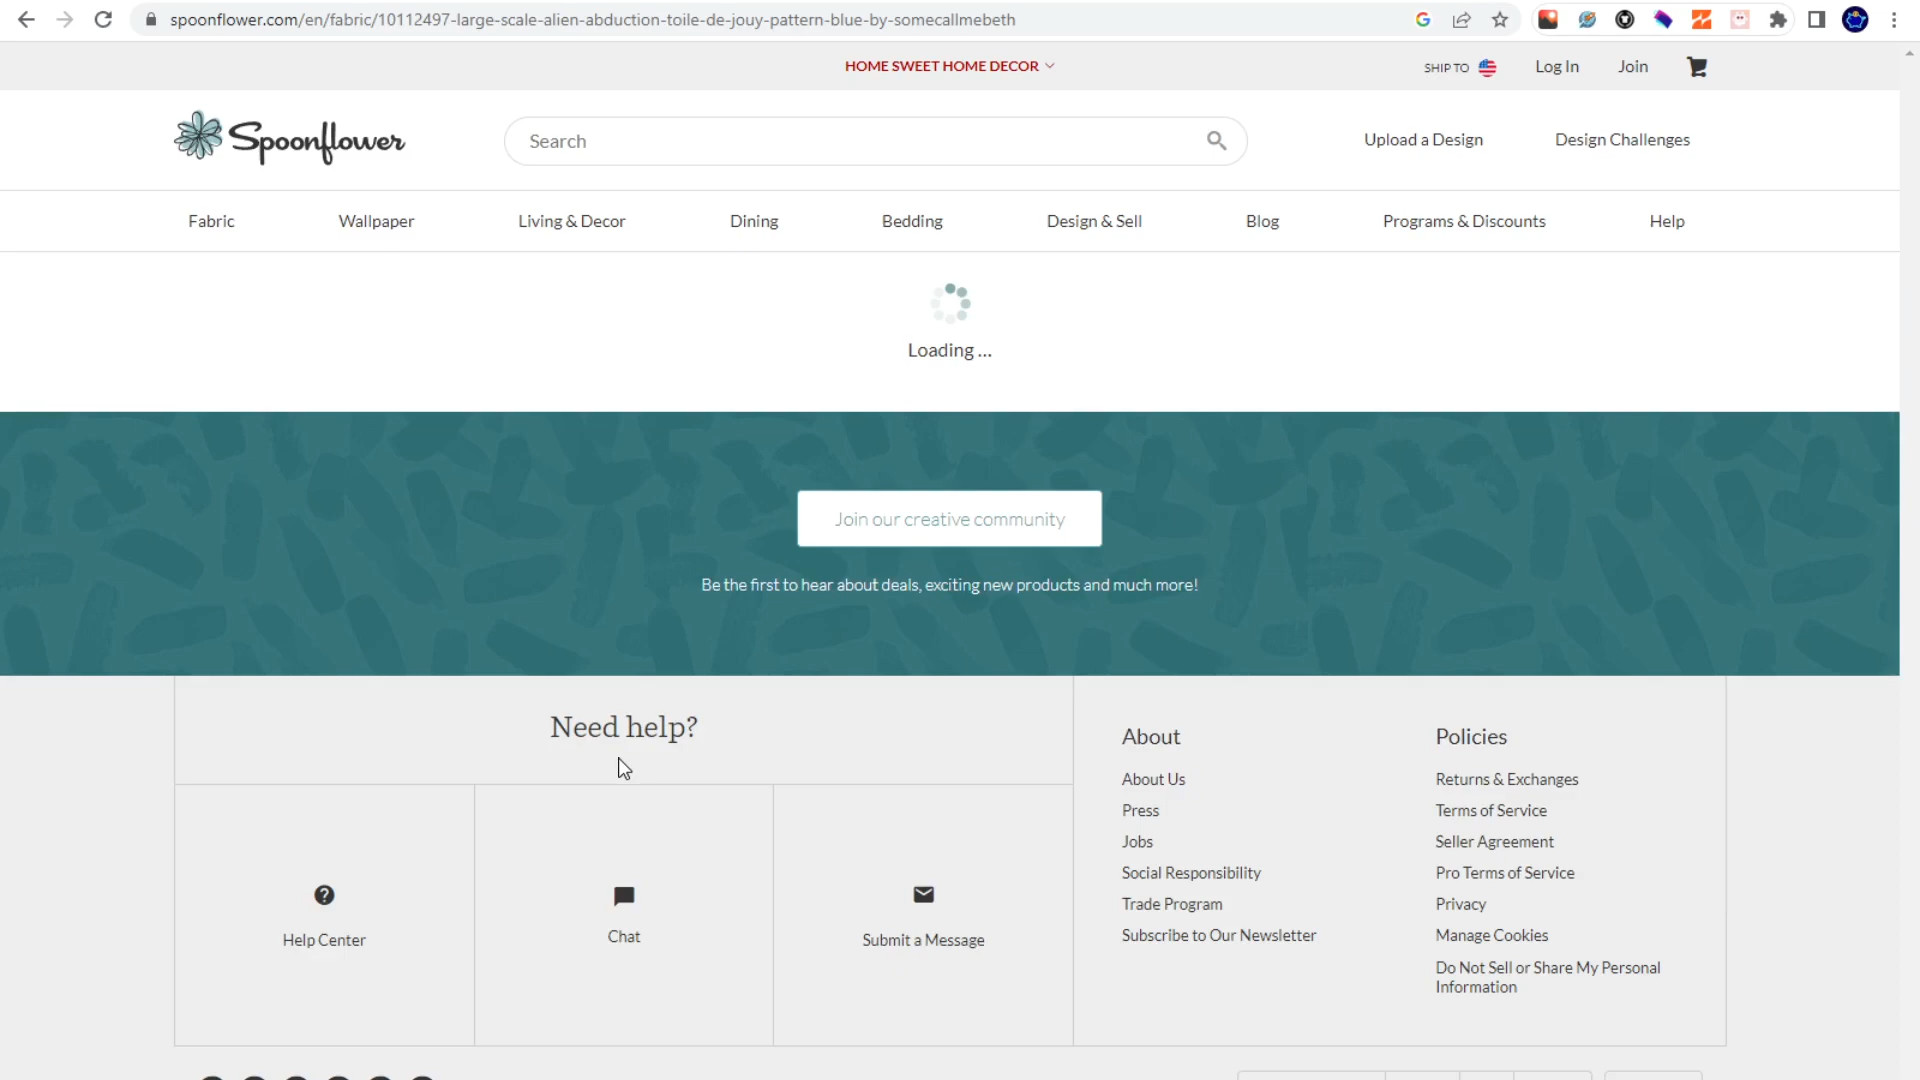 spoonflower.com/en/fabric/10112497-large-scale-alien-abduction-toile-de-jouy-pattern-blue-by-somecallmebeth
HOME SWEET HOME DECOR
SHIP TO
Log In
Join
Spoonflower
Search
Upload a Design
Design Challenges
Fabric
Wallpaper
Living & Decor
Dining
Bedding
Design & Sell
Blog
Programs & Discounts
Help
Loading ...
Join our creative community
Be the first to hear about deals, exciting new products and much more!
Need help?
Help Center
Chat
Submit a Message
About
About Us
Press
Jobs
Social Responsibility
Trade Program
Subscribe to Our Newsletter
Policies
Returns & Exchanges
Terms of Service
Seller Agreement
Pro Terms of Service
Privacy
Manage Cookies
Do Not Sell or Share My Personal
Information